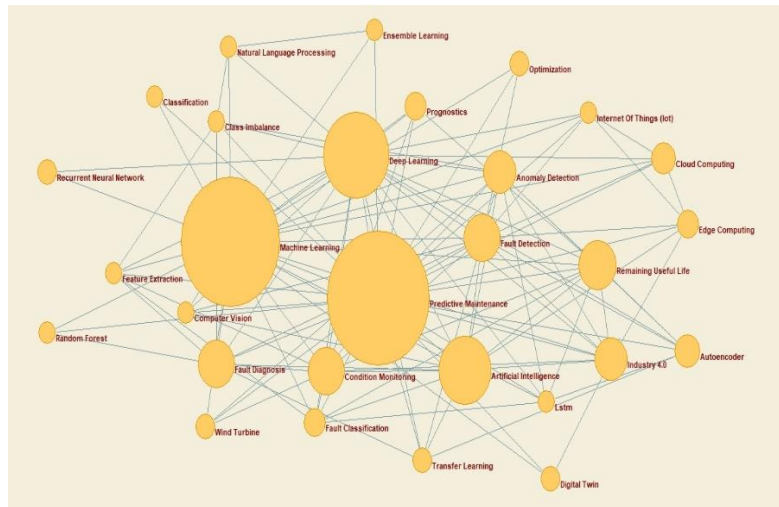 Ensemble Learning
Natural Language Processing
Optimization
Classification
Prognostics
Internet Of Things (Iot)
Class Imbalance
Deep Learning
Cloud Computing
Recurrent Neural Network
Anomaly Detection
Edge Computing
Machine Learning
Fault Detection
Remaining Useful Life
Feature Extraction
Predictive Maintenance
Computer Vision
Random Forest
Autoencoder
Fault Diagnosis
Condition Monitoring
Artificial Intelligence
Industry 4.0
Lstm
Wind Turbine
Fault Classification
Transfer Learning
Digital Twin